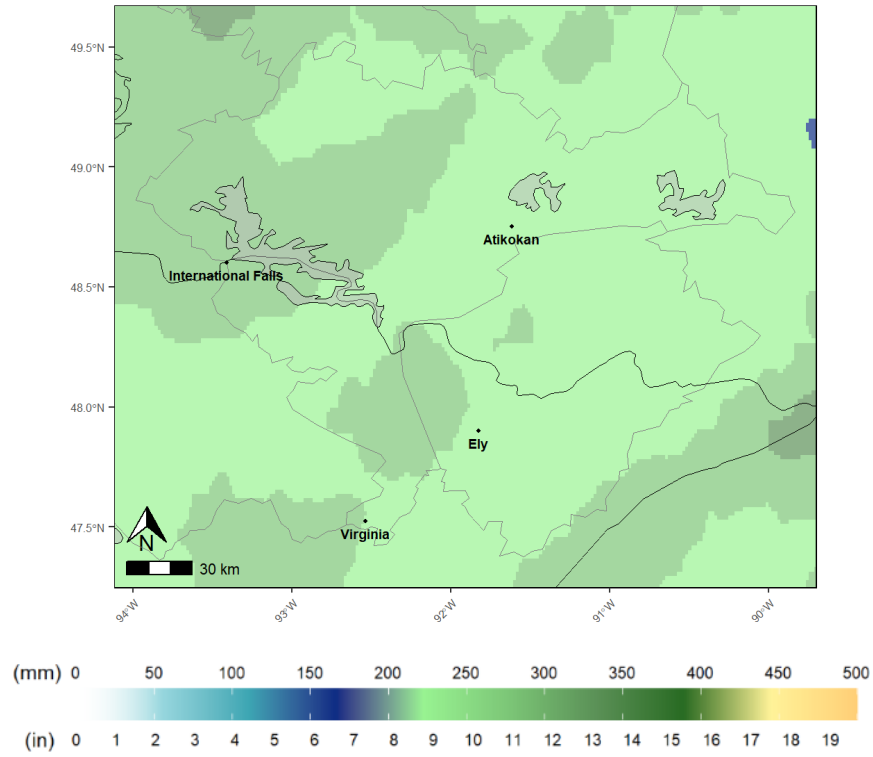 49.5°N
49.0°N
48.5°N
48.0°N
47.5°N
Atikokan
International Falls
Ely
Virginia
N
30 km
94°W 93°W 92°W 91°W 90°W
(mm) 0 50 100 150 200 250 300 350 400 450 500
(in) 0 1 2 3 4 5 6 7 8 9 10 11 12 13 14 15 16 17 18 19